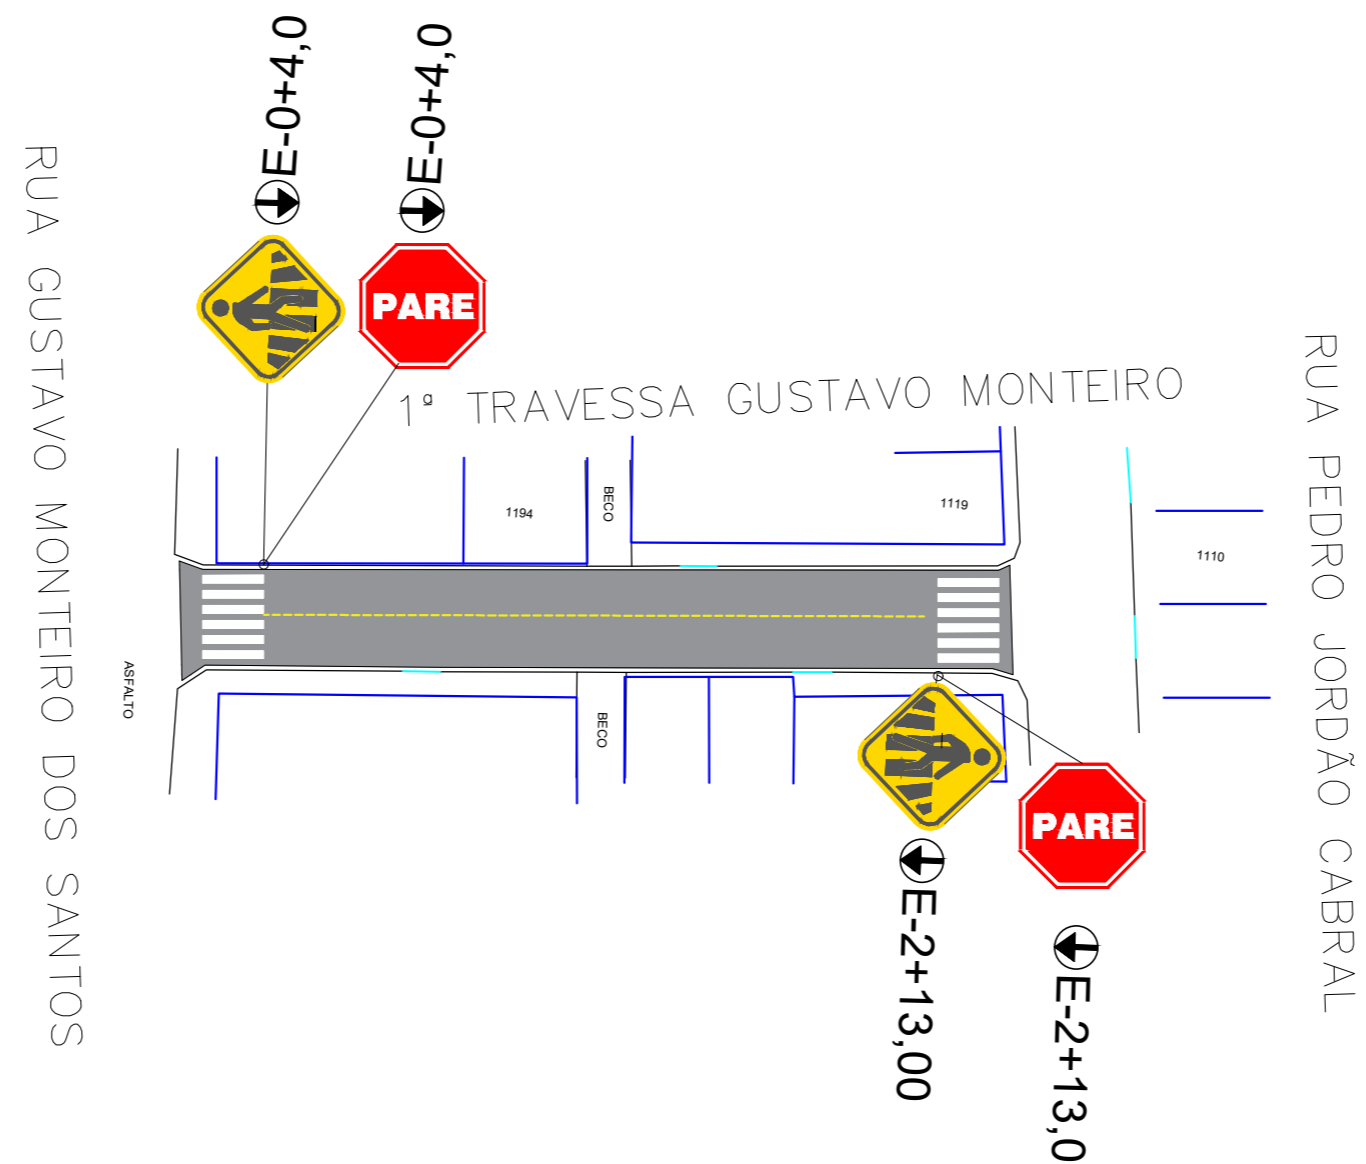 E-0+4,0
E-0+4,0
PARE
RUA GUSTAVO MONTEIRO DOS SANTOS
1ª TRAVESSA GUSTAVO MONTEIRO
RUA PEDRO JORDÃO CABRAL
1194
BECO
1119
1110
ASFALTO
BECO
PARE
E-2+13,00
E-2+13,0